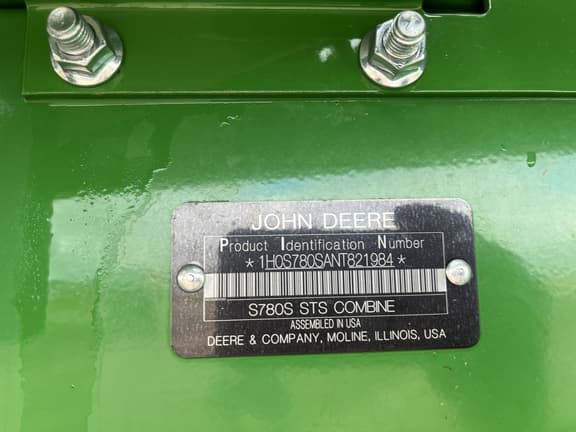 JOHN DEERE
Product Identification Number
*1H0S780SANT821984*
S780S STS COMBINE
ASSEMBLED IN USA
DEERE & COMPANY, MOLINE, ILLINOIS, USA